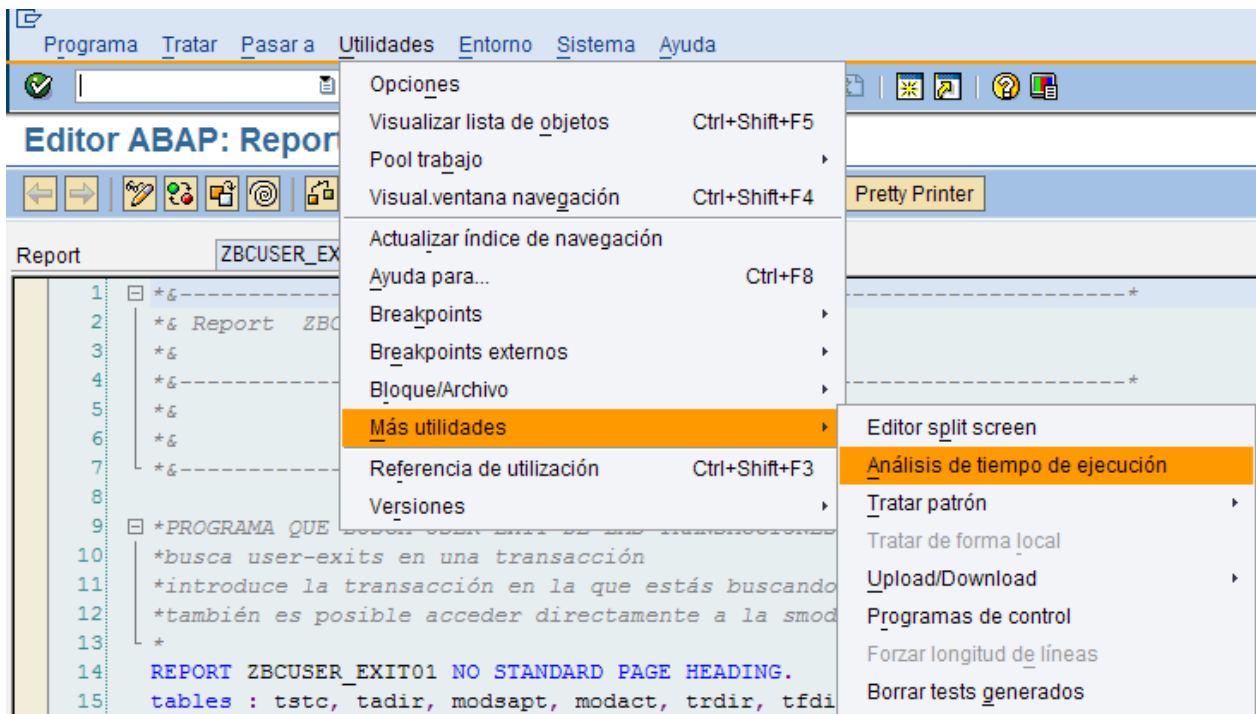 Programa Tratar Pasar a Utilidades Entorno Sistema Ayuda
Opciones
Editor ABAP: Report
Visualizar lista de objetos Ctrl+Shift+F5
Pool trabajo
Visual.ventana navegación Ctrl+Shift+F4
Pretty Printer
Actualizar índice de navegación
Report ZBCUSER_EX
Ayuda para... Ctrl+F8
Breakpoints
Breakpoints externos
Bloque/Archivo
Más utilidades
Referencia de utilización Ctrl+Shift+F3
Versiones
Editor split screen
Análisis de tiempo de ejecución
Tratar patrón
Tratar de forma local
Upload/Download
Programas de control
Forzar longitud de líneas
Borrar tests generados
1 *&--------------------------------------------*
2 *& Report ZBC
3 *&
4 *&--------------------------------------------*
5 *&
6 *&
7 *&-------------
8
9 *PROGRAMA QUE BUSCA USER-EXIT DE LAS TRANSACCIONES
10 *busca user-exits en una transacción
11 *introduce la transacción en la que estás buscando
12 *también es posible acceder directamente a la smod
13 *
14 REPORT ZBCUSER_EXIT01 NO STANDARD PAGE HEADING.
15 tables : tstc, tadir, modsapt, modact, trdir, tfdi